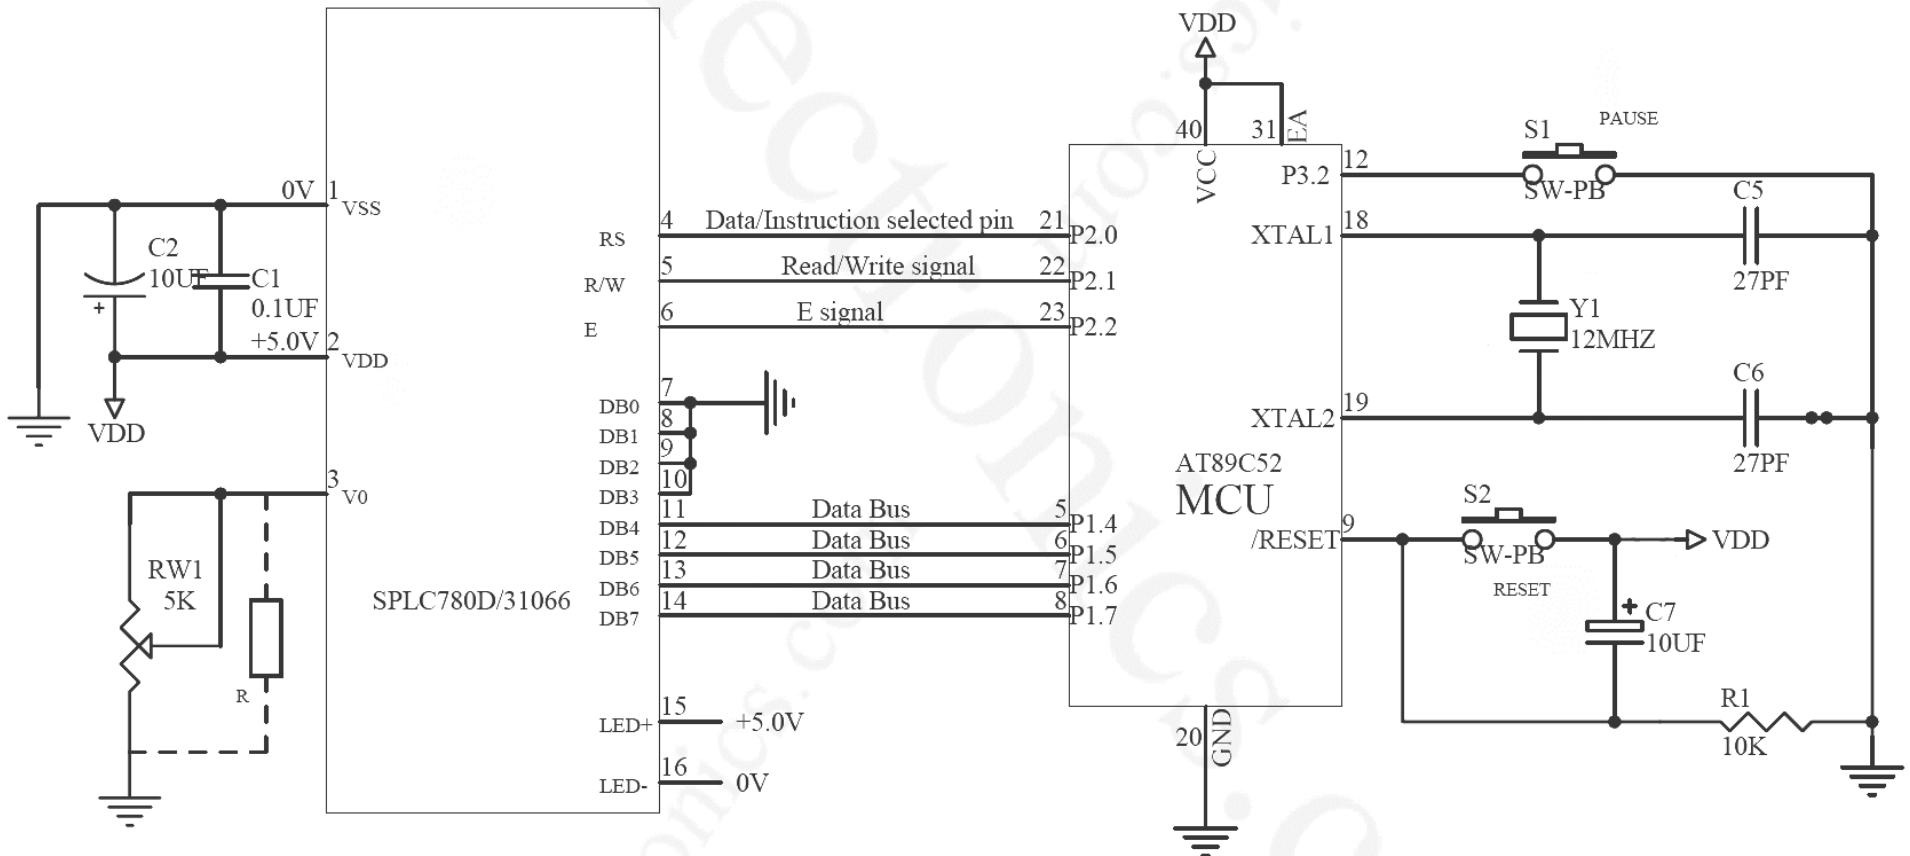 VDD
40
31
EA
VCC
PAUSE
S1
12
P3.2
SW-PB
C5
0V
1
VSS
4
Data/Instruction selected pin
21
RS
P2.0
XTAL1
18
C2
10UF
C1
0.1UF
5
Read/Write signal
22
R/W
P2.1
27PF
6
E signal
23
E
P2.2
Y1
12MHZ
+
+5.0V
2
VDD
VDD
C6
7
DB0
8
DB1
9
DB2
10
DB3
XTAL2
19
27PF
AT89C52
MCU
3
V0
11
Data Bus
5
DB4
P1.4
12
Data Bus
6
DB5
P1.5
13
Data Bus
7
DB6
P1.6
14
Data Bus
8
DB7
P1.7
S2
/RESET
9
SW-PB
VDD
RESET
RW1
5K
SPLC780D/31066
R
+
C7
10UF
15
LED+
+5.0V
16
LED-
0V
20
GND
R1
10K